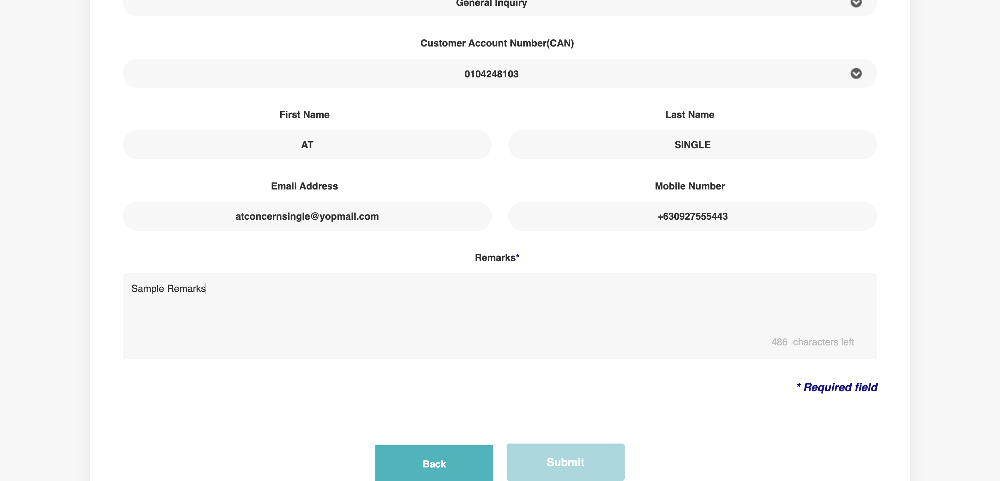 General Inquiry
Customer Account Number(CAN)
0104248103
First Name
Last Name
AT
SINGLE
Email Address
Mobile Number
atconcernsingle@yopmail.com
+630927555443
Remarks*
Sample Remarks
486 characters left
* Required field
Back
Submit